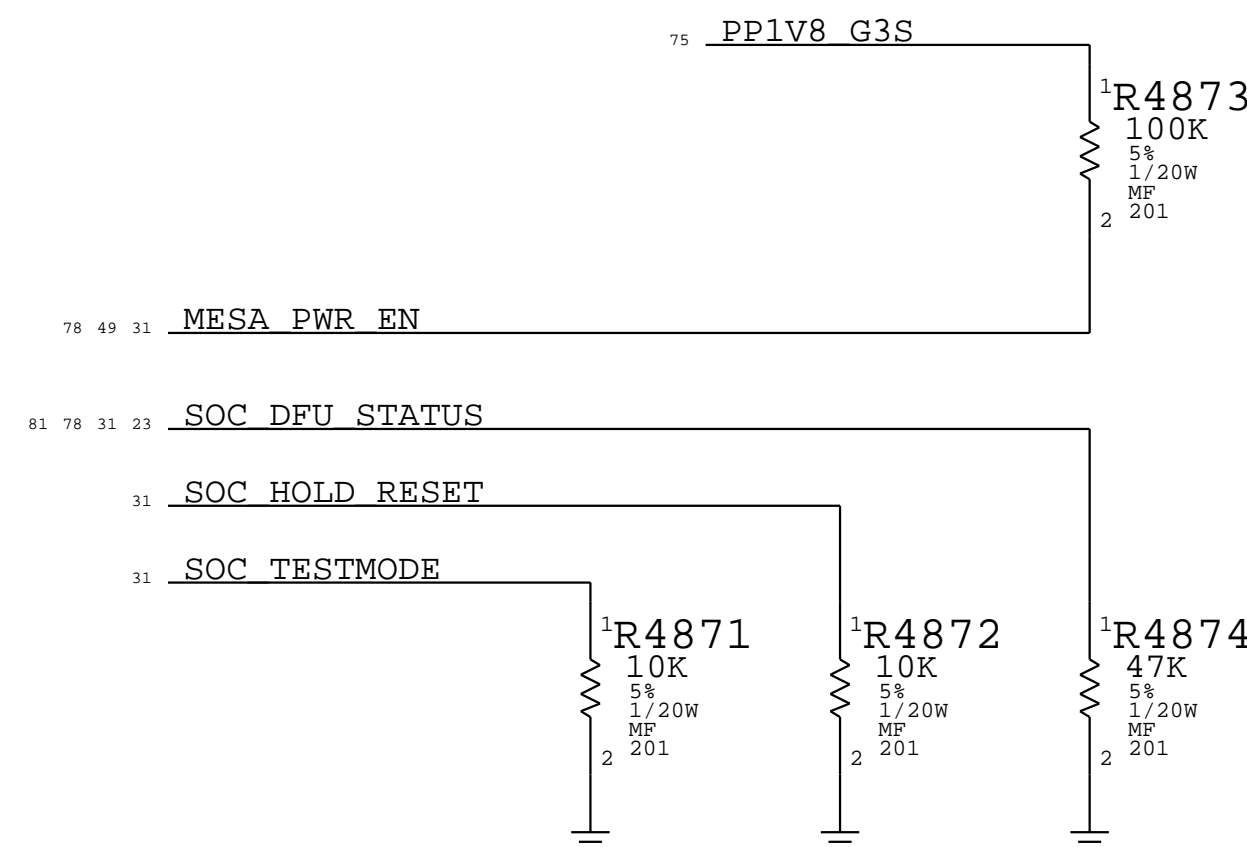 75 PP1V8_G3S
1 R4873
100K
5%
1/20W
MF
201
2
78 49 31 MESA_PWR_EN
81 78 31 23 SOC_DFU_STATUS
31 SOC_HOLD_RESET
31 SOC_TESTMODE
1 R4871
10K
5%
1/20W
MF
201
2
1 R4872
10K
5%
1/20W
MF
201
2
1 R4874
47K
5%
1/20W
MF
201
2